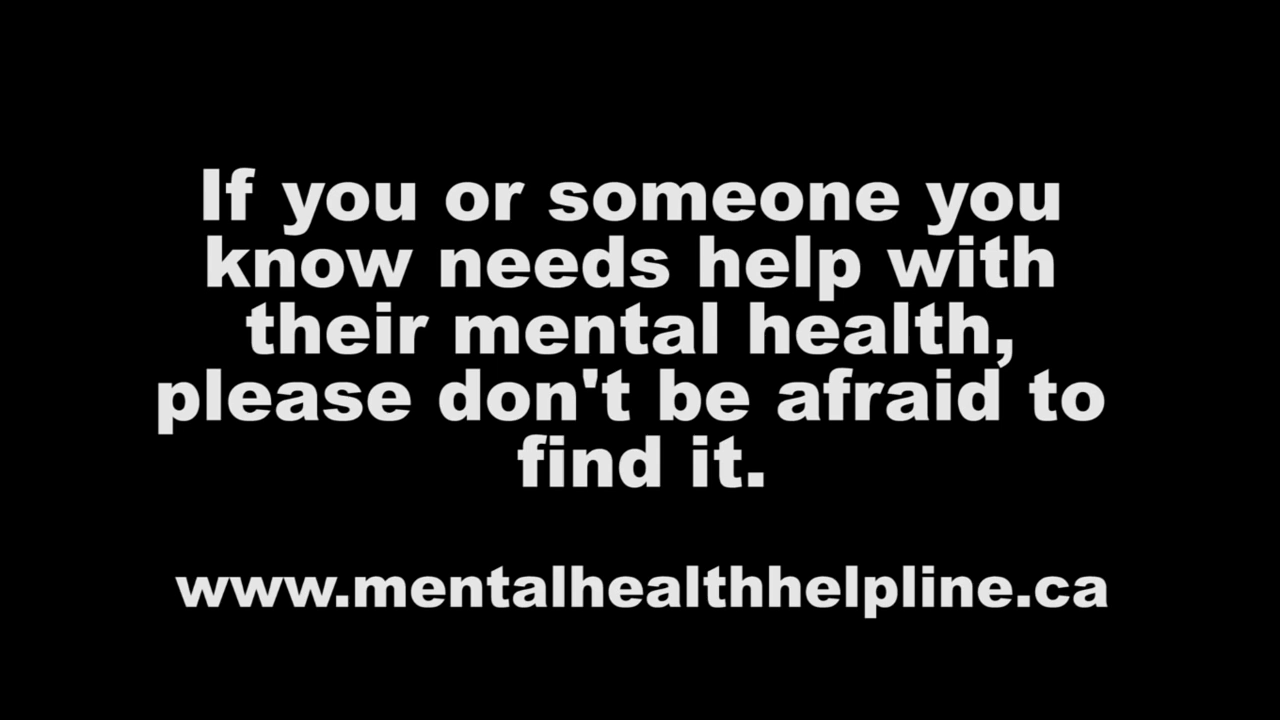 If you or someone you
know needs help with
their mental health,
please don't be afraid to
find it.
www.mentalhealthhelpline.ca